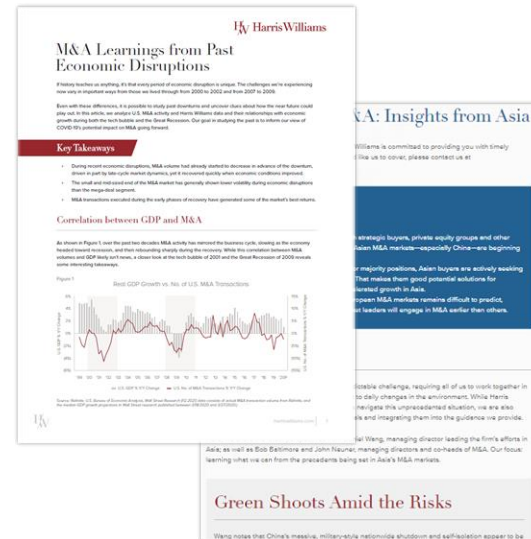 HW HarrisWilliams
M&A Learnings from Past
Economic Disruptions
If history teaches us anything, it's that every period of economic disruption is unique. The challenges we're experiencing
now vary in important ways from those we lived through from 2000 to 2002 and from 2007 to 2009.
Even with these differences, it is possible to study past downturns and uncover clues about how the near future could
play out. In this article, we analyze U.S. M&A activity and Harris Williams data and their relationships with economic
growth during both the tech bubble and the Great Recession. Our goal in studying the past is to inform our view of
COVID-19's potential impact on M&A going forward.
Key Takeaways
• During recent economic disruptions, M&A volume had already started to decrease in advance of the downturn,
driven in part by late-cycle market dynamics, yet it recovered quickly when economic conditions improved.
• The small and mid-sized end of the M&A market has generally shown lower volatility during economic disruptions
than the mega-deal segment.
• M&A transactions executed during the early phases of recovery have generated some of the market's best returns.
Correlation between GDP and M&A
As shown in Figure 1, over the past two decades M&A activity has mirrored the business cycle, slowing as the economy
headed toward recession, and then rebounding sharply during the recovery. While this correlation between M&A
volumes and GDP likely isn't news, a closer look at the tech bubble of 2001 and the Great Recession of 2009 reveals
some interesting takeaways.
Figure 1
Real GDP Growth vs. No. of U.S. M&A Transactions
U.S. GDP % Y/Y Change
U.S. No. of M&A Transactions % Y/Y Change
HW
harriswilliams.com
&A: Insights from Asia
Williams is committed to providing you with timely
like us to cover, please contact us at
strategic buyers, private equity groups and other
Asian M&A markets—especially China—are beginning
r majority positions, Asian buyers are actively seeking
That makes them good potential solutions for
elerated growth in Asia.
ropean M&A markets remains difficult to predict,
et leaders will engage in M&A earlier then others.
ictable challenge, requiring all of us to work together in
to daily changes in the environment. While Harris
navigate this unprecedented situation, we are also
is and integrating them into the guidance we provide.
iel Wang, managing director leading the firm's efforts in
Asia; as well as Bob Baltimore and John Neuner, managing directors and co-heads of M&A. Our focus:
learning what we can from the precedents being set in Asia's M&A markets.
Green Shoots Amid the Risks
Wang notes that China's massive, military-style nationwide shutdown and self-isolation appear to be